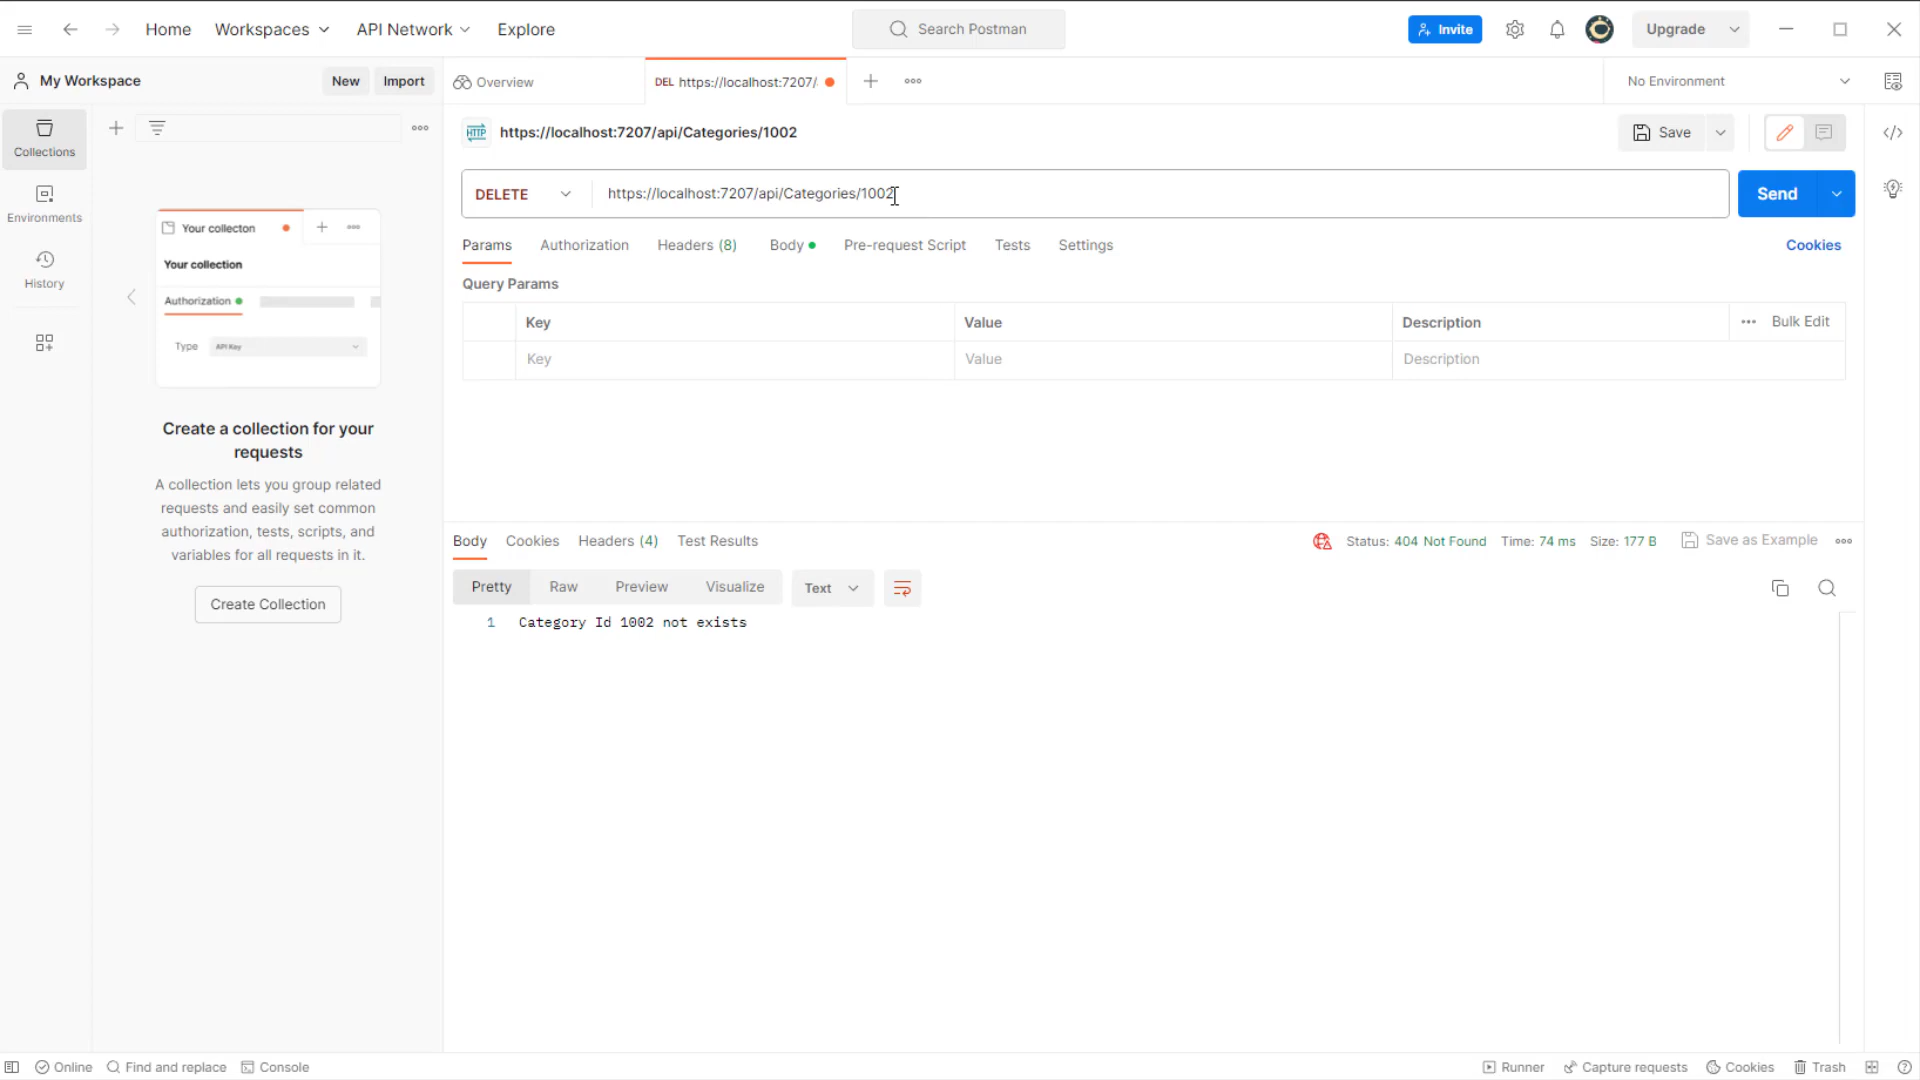 Home Workspaces API Network Explore Search Postman Invite Upgrade
My Workspace New Import Overview DEL https://localhost:7207/. No Environment
Collections
Environments
History
Your collecton
Your collection
Authorization
Type API Key
Create a collection for your
requests
A collection lets you group related
requests and easily set common
authorization, tests, scripts, and
variables for all requests in it.
Create Collection
HTTP https://localhost:7207/api/Categories/1002 Save
DELETE https://localhost:7207/api/Categories/1002 Send
Params Authorization Headers (8) Body Pre-request Script Tests Settings Cookies
Query Params
Key Value Description Bulk Edit
Key Value Description
Body Cookies Headers (4) Test Results Status: 404 Not Found Time: 74 ms Size: 177 B Save as Example
Pretty Raw Preview Visualize Text
1 Category Id 1002 not exists
Online Find and replace Console Runner Capture requests Cookies Trash